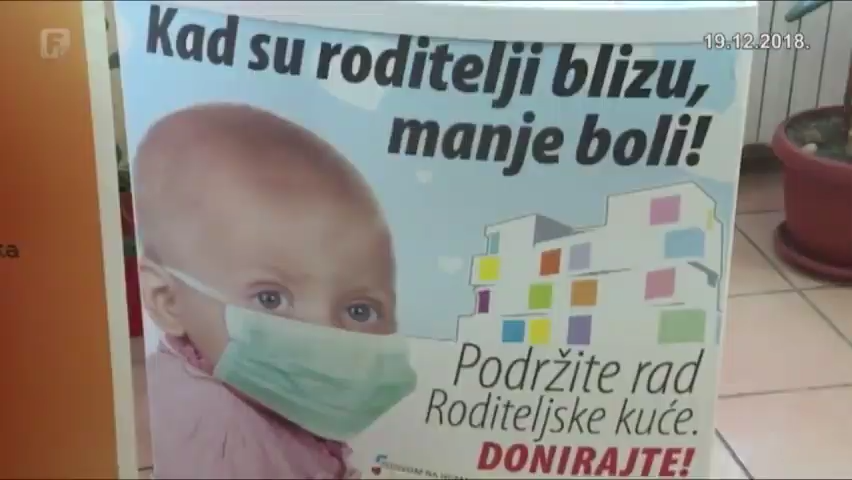 19.12.2018.
Kad su roditelji blizu,
manje boli!
Podržite rad
Roditeljske kuće.
DONIRAJTE!